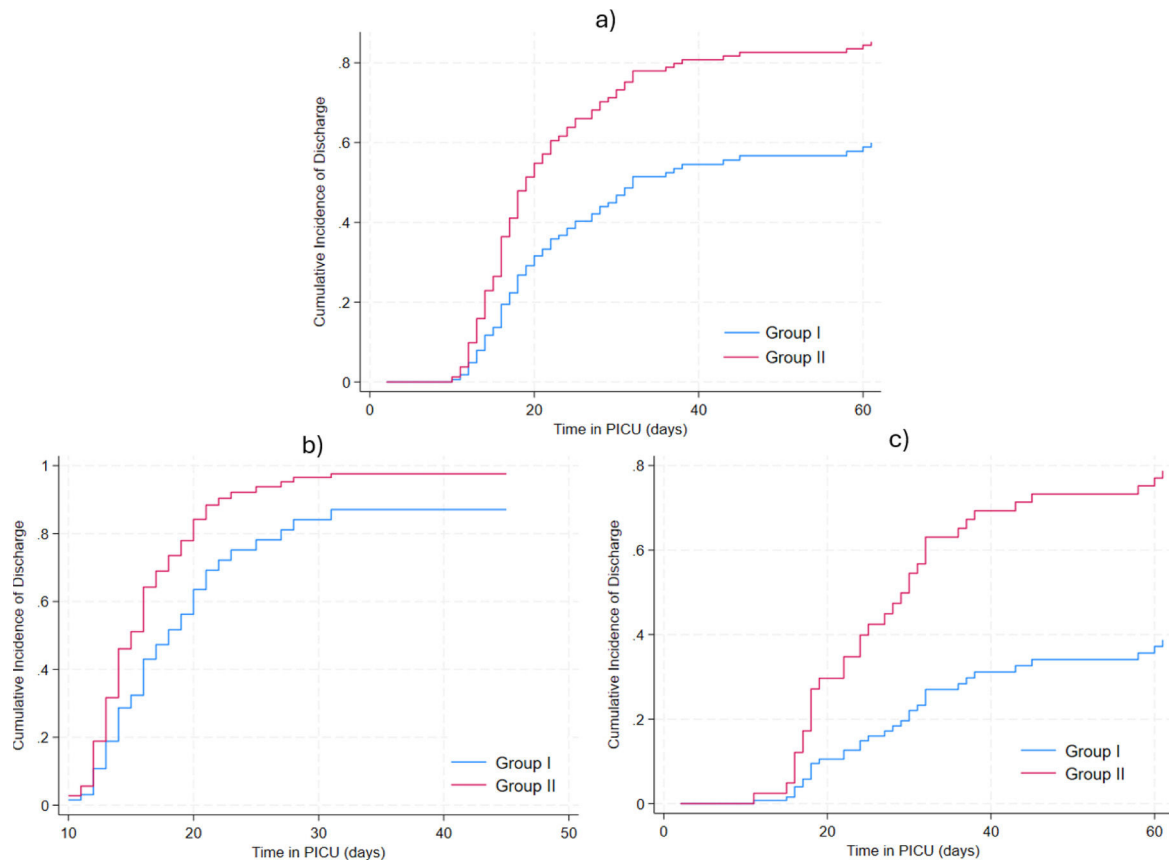 a)
Cumulative Incidence of Discharge
.8
.6
.4
.2
0
Group I
Group II
0 20 40 60
Time in PICU (days)
b)
Cumulative Incidence of Discharge
1
.8
.6
.4
.2
0
Group I
Group II
10 20 30 40 50
Time in PICU (days)
c)
Cumulative Incidence of Discharge
.8
.6
.4
.2
0
Group I
Group II
0 20 40 60
Time in PICU (days)